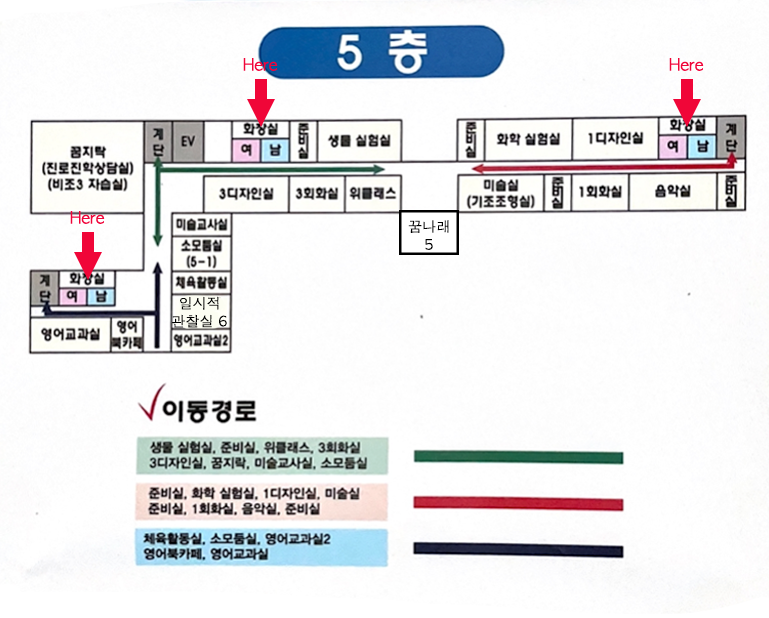 5 층
Here
Here
계
단
EV
화장실
여
남
준비실
생물 실험실
준비실
화학 실험실
1디자인실
화장실
여
남
계
단
꿈지락
(진로진학상담실)
(비조3 자습실)
3디자인실
3회화실
위클래스
미술실
(기조조형실)
준비실
1회화실
음악실
준비실
Here
미술교사실
꿈나래
5
소모둠실
(5-1)
계
단
화장실
여
남
체육활동실
일시적
관찰실 6
영어교과실
영어
북카페
영어교과실2
이동경로
생물 실험실, 준비실, 위클래스, 3회화실
3디자인실, 꿈지락, 미술교사실, 소모둠실
준비실, 화학 실험실, 1디자인실, 미술실
준비실, 1회화실, 음악실, 준비실
체육활동실, 소모둠실, 영어교과실2
영어북카페, 영어교과실